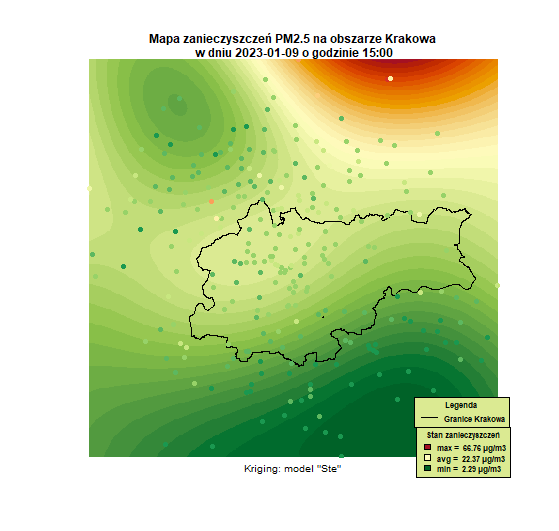 Mapa zanieczyszczeń PM2.5 na obszarze Krakowa
w dniu 2023-01-09 o godzinie 15:00
Legenda
Granice Krakowa
Stan zanieczyszczeń
max = 66.76 µg/m3
avg = 22.37 µg/m3
min = 2.29 µg/m3
Kriging: model "Ste"